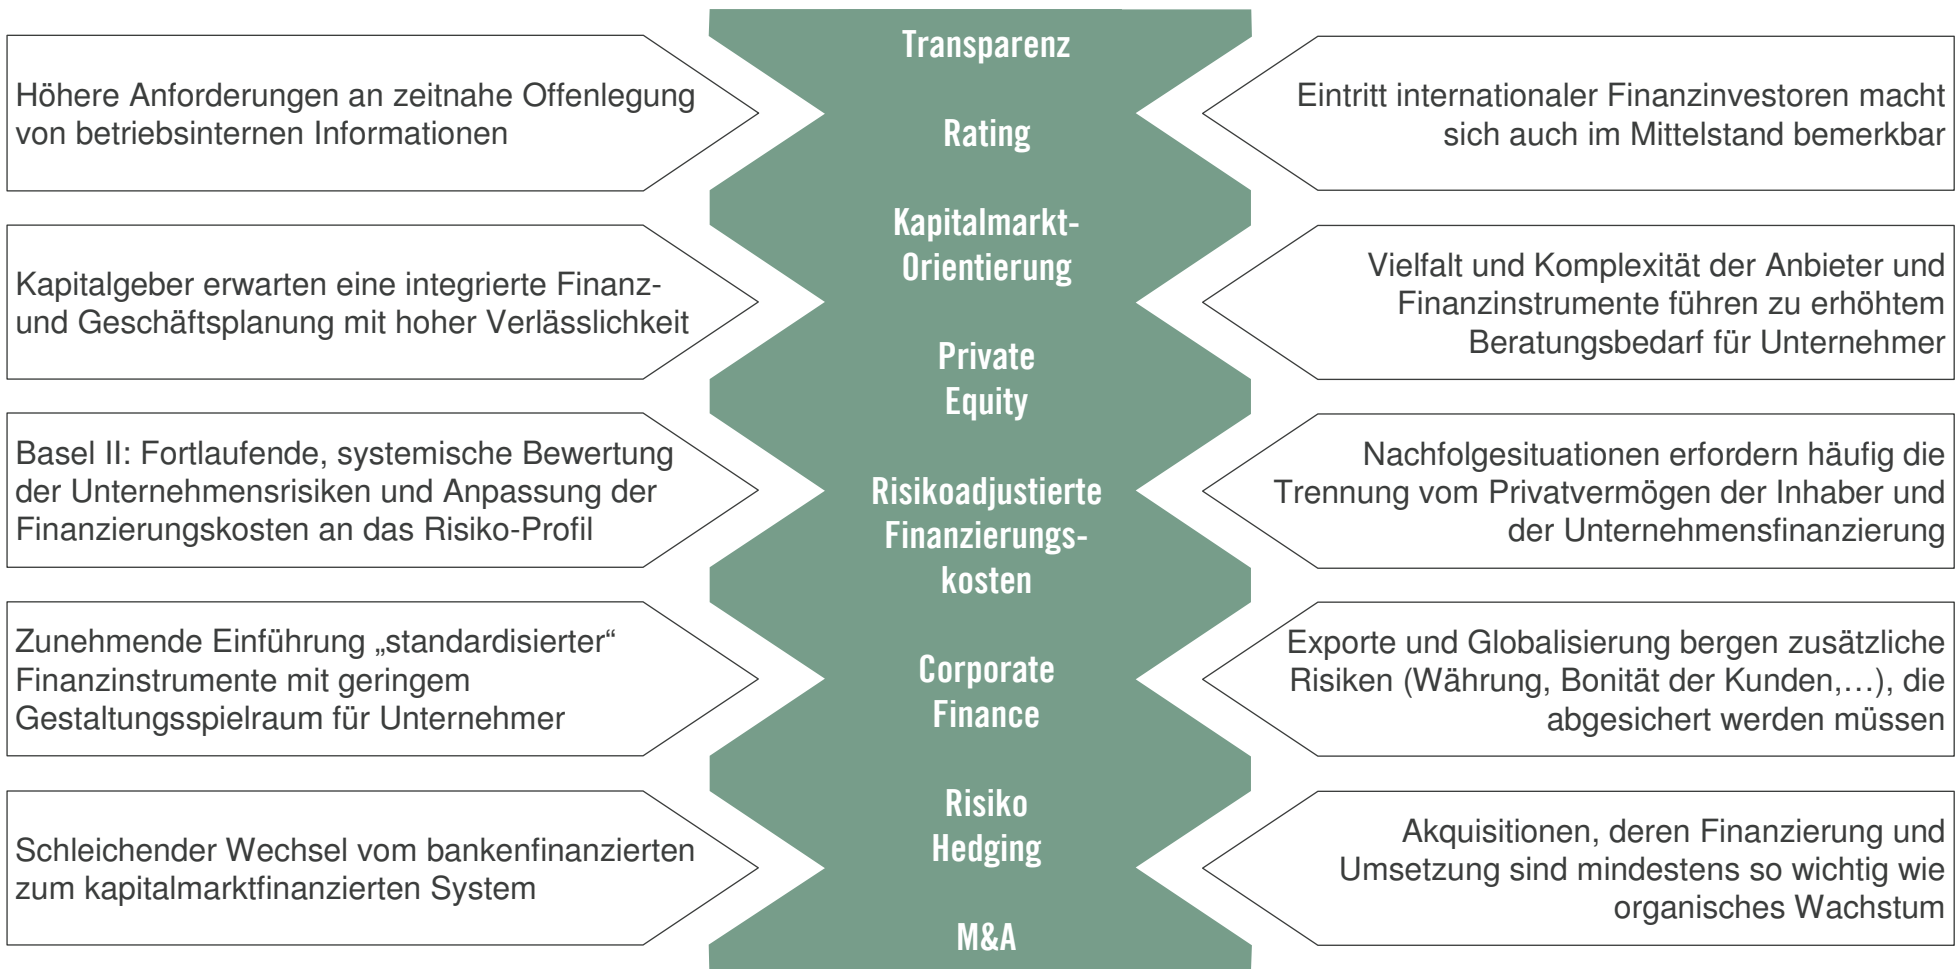 Höhere Anforderungen an zeitnahe Offenlegung
von betriebsinternen Informationen
Kapitalgeber erwarten eine integrierte Finanz-
und Geschäftsplanung mit hoher Verlässlichkeit
Basel II: Fortlaufende, systemische Bewertung
der Unternehmensrisiken und Anpassung der
Finanzierungskosten an das Risiko-Profil
Zunehmende Einführung „standardisierter“
Finanzinstrumente mit geringem
Gestaltungsspielraum für Unternehmer
Schleichender Wechsel vom bankenfinanzierten
zum kapitalmarktfinanzierten System
Transparenz
Rating
Kapitalmarkt-
Orientierung
Private
Equity
Risikoadjustierte
Finanzierungs-
kosten
Corporate
Finance
Risiko
Hedging
M&A
Eintritt internationaler Finanzinvestoren macht
sich auch im Mittelstand bemerkbar
Vielfalt und Komplexität der Anbieter und
Finanzinstrumente führen zu erhöhtem
Beratungsbedarf für Unternehmer
Nachfolgesituationen erfordern häufig die
Trennung vom Privatvermögen der Inhaber und
der Unternehmensfinanzierung
Exporte und Globalisierung bergen zusätzliche
Risiken (Währung, Bonität der Kunden,…), die
abgesichert werden müssen
Akquisitionen, deren Finanzierung und
Umsetzung sind mindestens so wichtig wie
organisches Wachstum